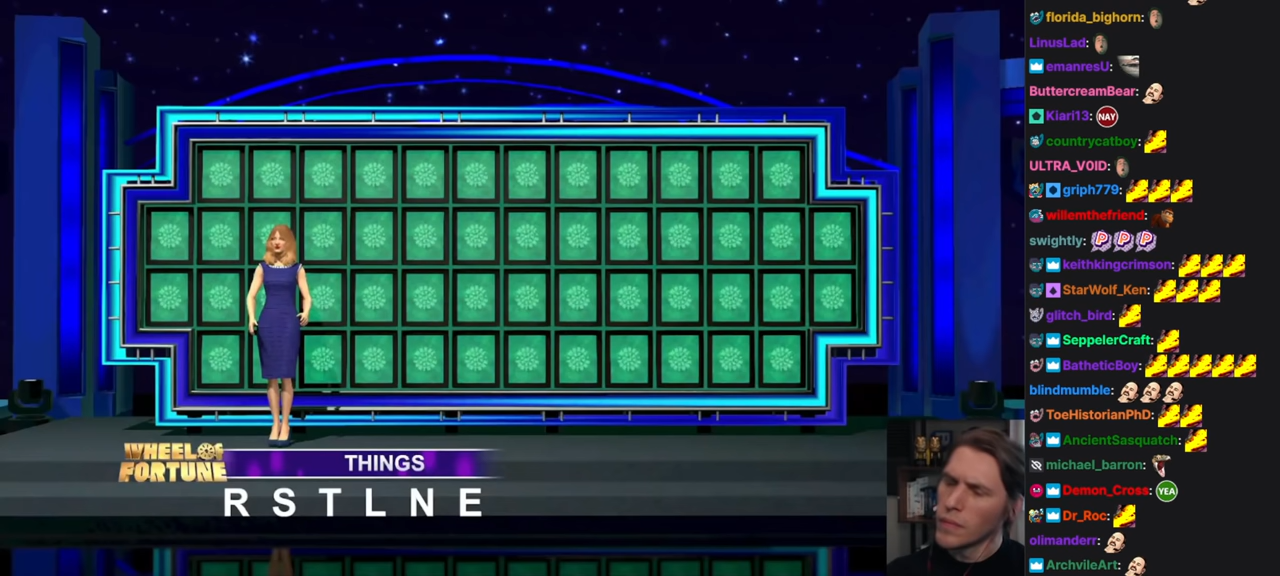 WHEEL OF
FORTUNE
THINGS
R S T L N E
florida_bighorn:
LinusLad:
emanresU:
ButtercreamBear:
Kiari13: NAY
countrycatboy:
ULTRA_V0ID:
griph779:
willemthefriend:
swightly: P P P
keithkingcrimson:
StarWolf_Ken:
glitch_bird:
SeppelerCraft:
BatheticBoy:
blindmumble:
ToeHistorianPhD:
AncientSasquatch:
michael_barron:
Demon_Cross: YEA
Dr_Roc:
olimanderr:
ArchvileArt: